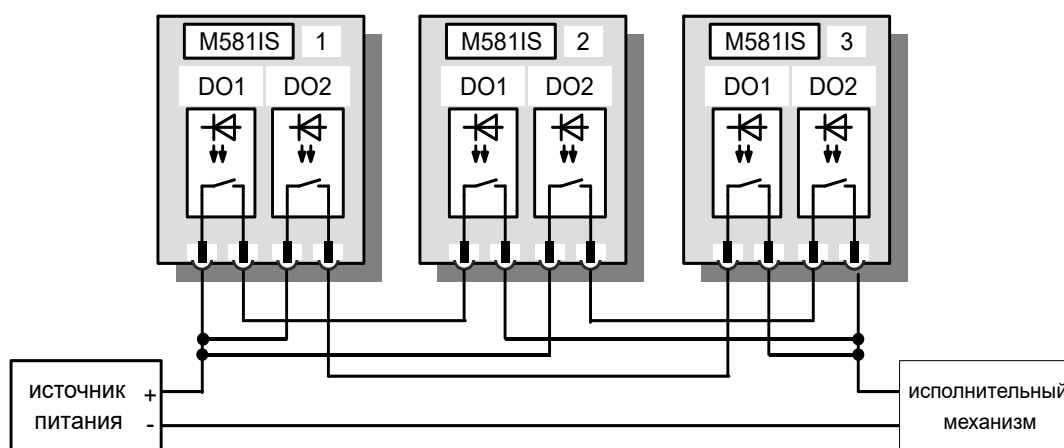 M581IS 1
M581IS 2
M581IS 3
DO1 DO2
DO1 DO2
DO1 DO2
источник
питания
+
-
исполнительный
механизм